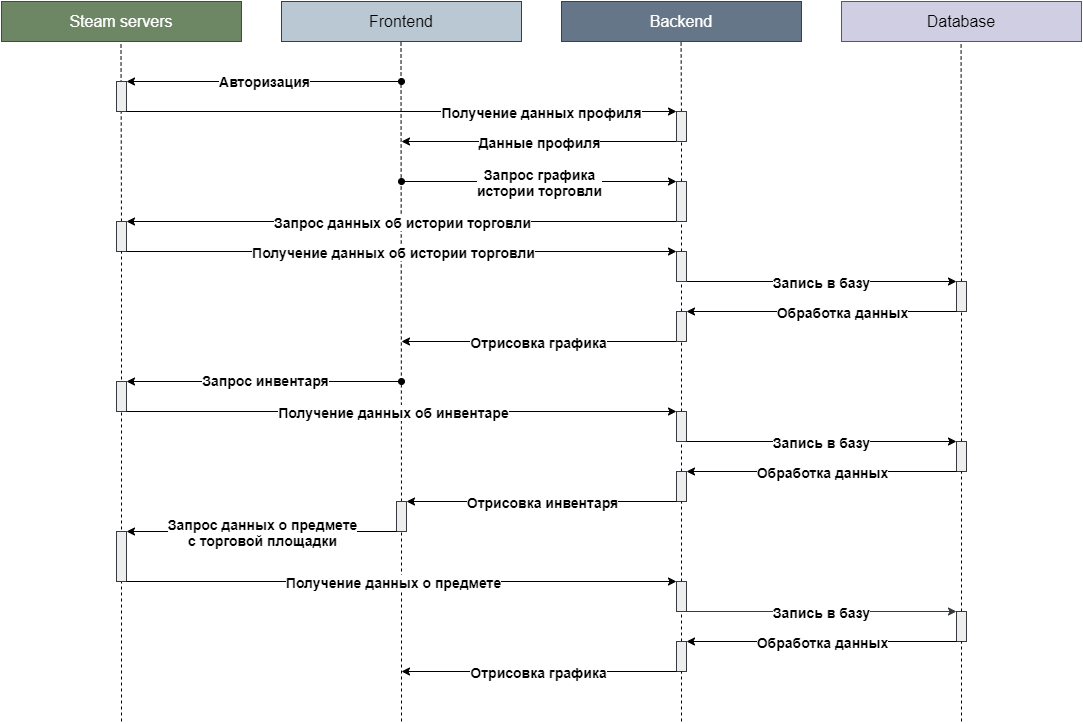 Steam servers
Frontend
Backend
Database
Авторизация
Получение данных профиля
Данные профиля
Запрос графика
истории торговли
Запрос данных об истории торговли
Получение данных об истории торговли
Запись в базу
Обработка данных
Отрисовка графика
Запрос инвентаря
Получение данных об инвентаре
Запись в базу
Обработка данных
Отрисовка инвентаря
Запрос данных о предмете
с торговой площадки
Получение данных о предмете
Запись в базу
Обработка данных
Отрисовка графика